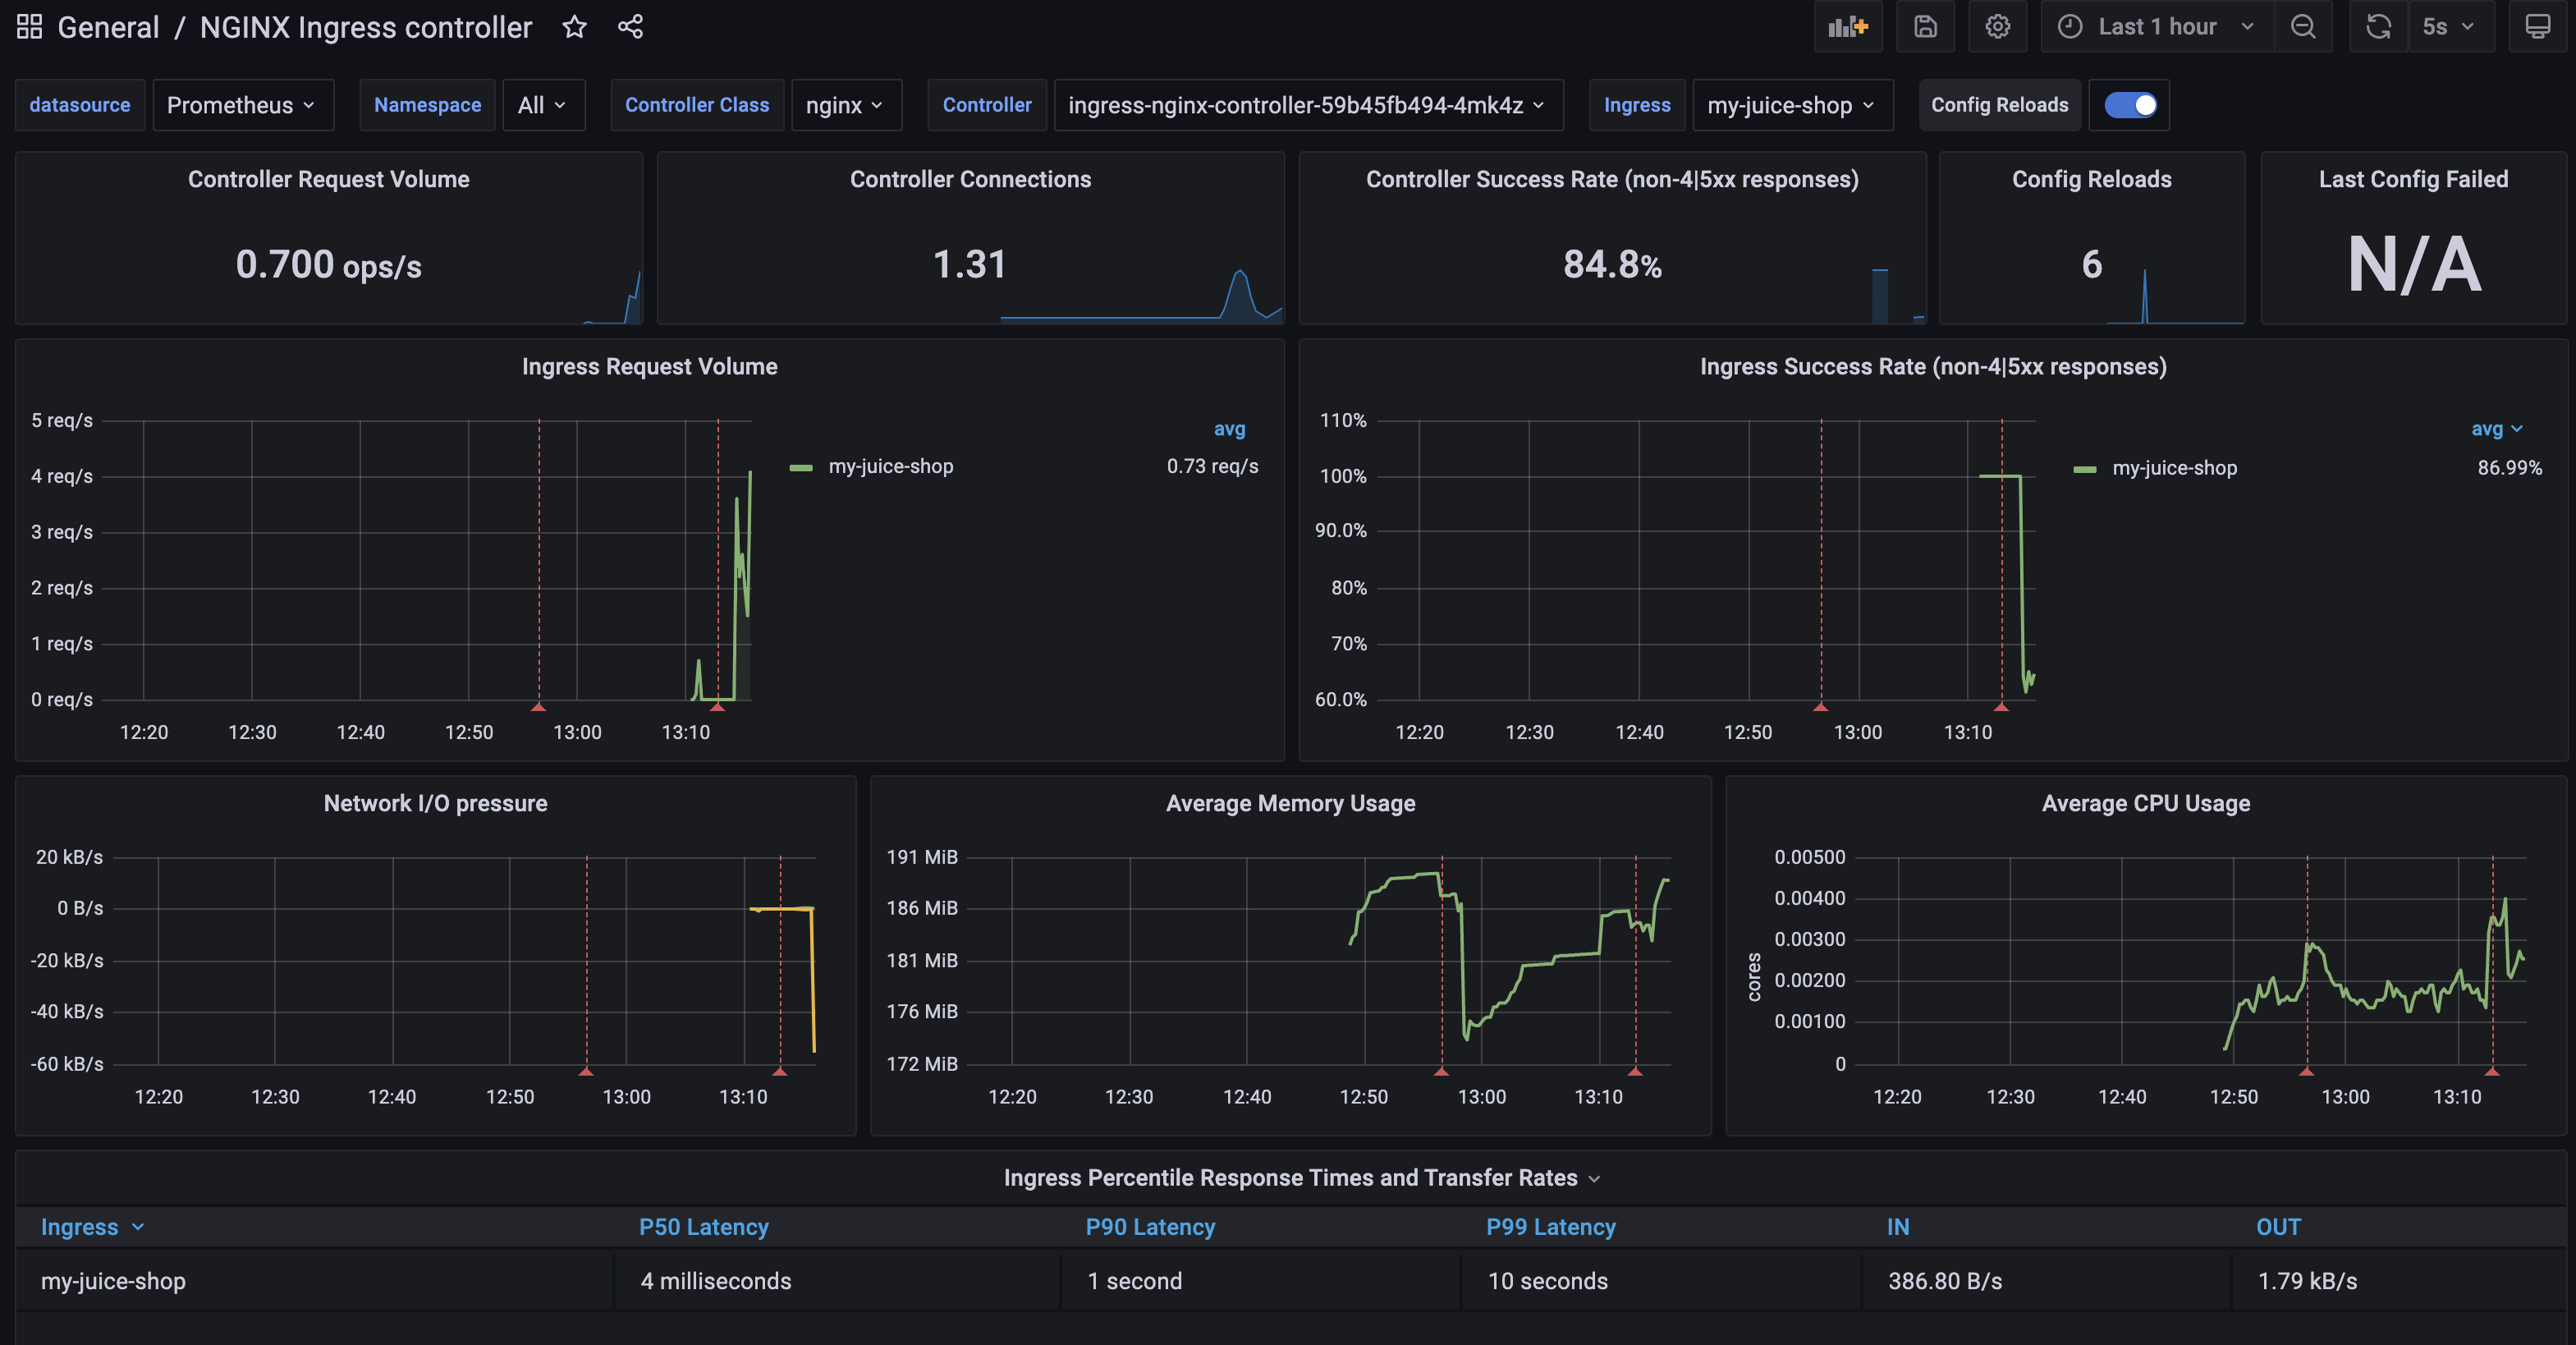 General / NGINX Ingress controller
Last 1 hour
5s
datasource Prometheus Namespace All Controller Class nginx Controller ingress-nginx-controller-59b45fb494-4mk4z Ingress my-juice-shop Config Reloads
Controller Request Volume
0.700 ops/s
Controller Connections
1.31
Controller Success Rate (non-4|5xx responses)
84.8%
Config Reloads
6
Last Config Failed
N/A
Ingress Request Volume
5 req/s
4 req/s
3 req/s
2 req/s
1 req/s
0 req/s
12:20 12:30 12:40 12:50 13:00 13:10
avg
my-juice-shop 0.73 req/s
Ingress Success Rate (non-4|5xx responses)
110%
100%
90.0%
80%
70%
60.0%
12:20 12:30 12:40 12:50 13:00 13:10
avg
my-juice-shop 86.99%
Network I/O pressure
20 kB/s
0 B/s
-20 kB/s
-40 kB/s
-60 kB/s
12:20 12:30 12:40 12:50 13:00 13:10
Average Memory Usage
191 MiB
186 MiB
181 MiB
176 MiB
172 MiB
12:20 12:30 12:40 12:50 13:00 13:10
Average CPU Usage
cores
0.00500
0.00400
0.00300
0.00200
0.00100
0
12:20 12:30 12:40 12:50 13:00 13:10
Ingress Percentile Response Times and Transfer Rates
Ingress P50 Latency P90 Latency P99 Latency IN OUT
my-juice-shop 4 milliseconds 1 second 10 seconds 386.80 B/s 1.79 kB/s